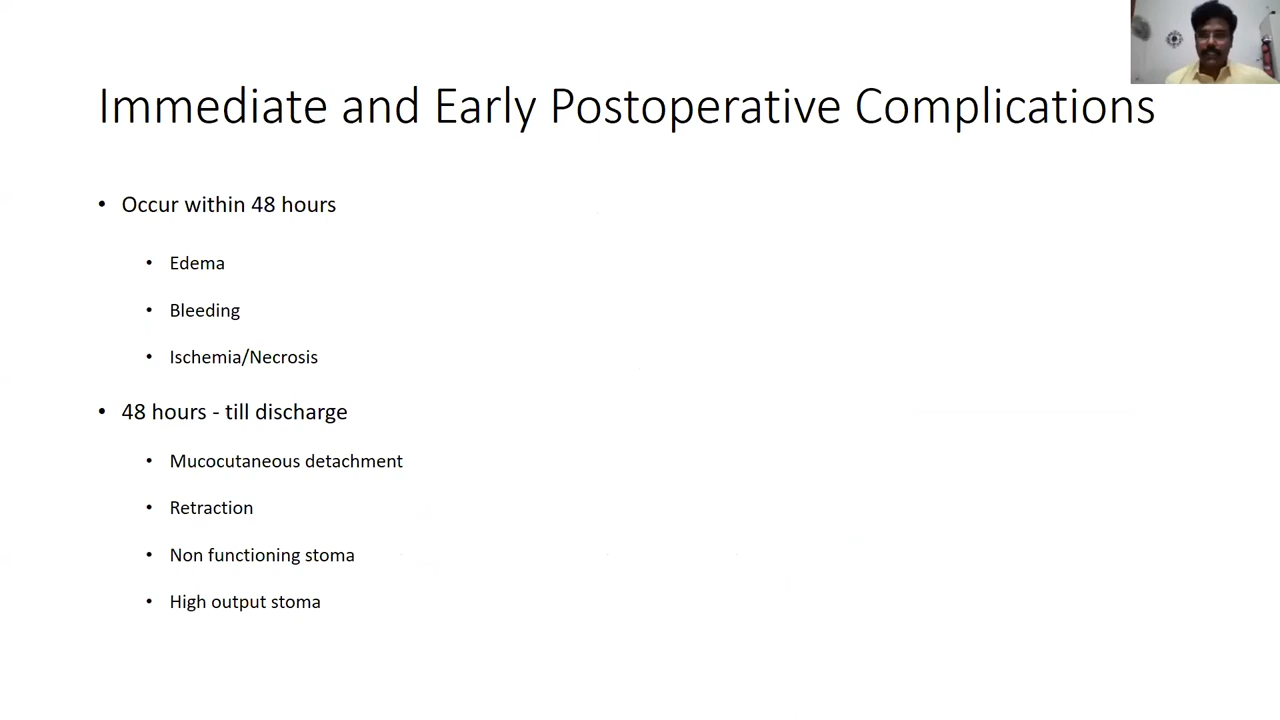 Immediate and Early Postoperative Complications
• Occur within 48 hours
• Edema
• Bleeding
• Ischemia/Necrosis
• 48 hours - till discharge
• Mucocutaneous detachment
• Retraction
• Non functioning stoma
• High output stoma